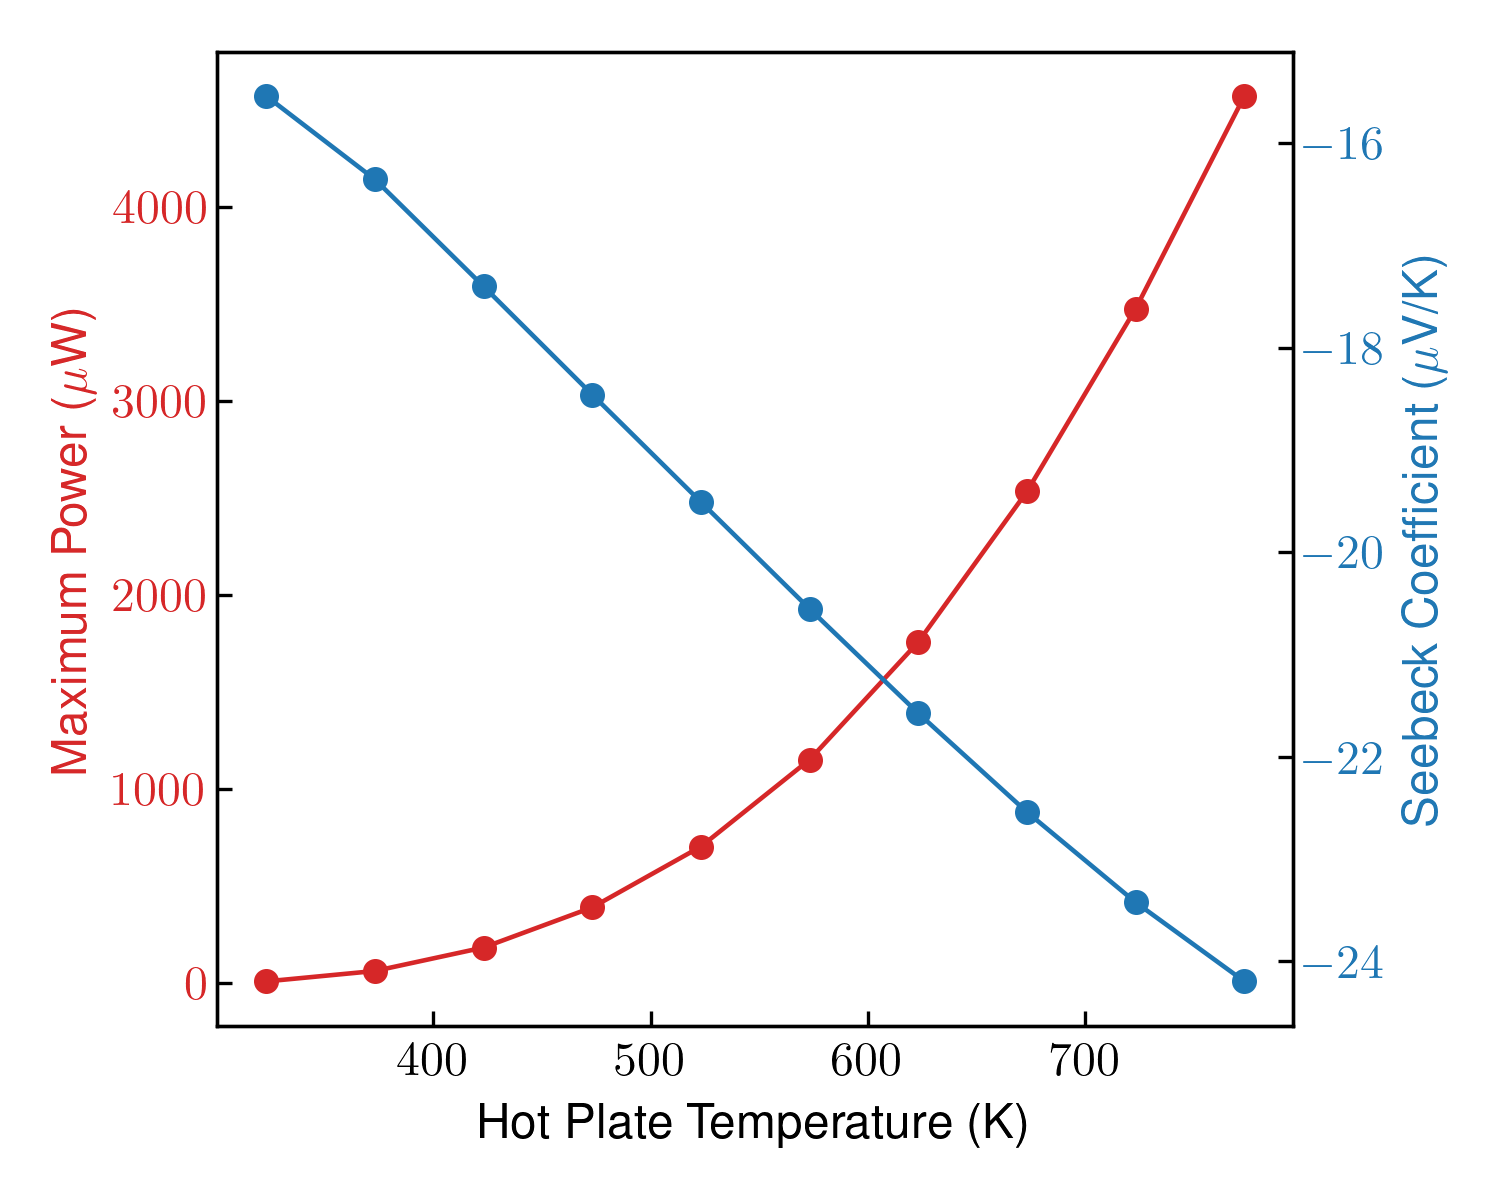 Maximum Power (μW)
4000
3000
2000
1000
0
−16
−18
−20
−22
−24
Seebeck Coefficient (μV/K)
400 500 600 700
Hot Plate Temperature (K)